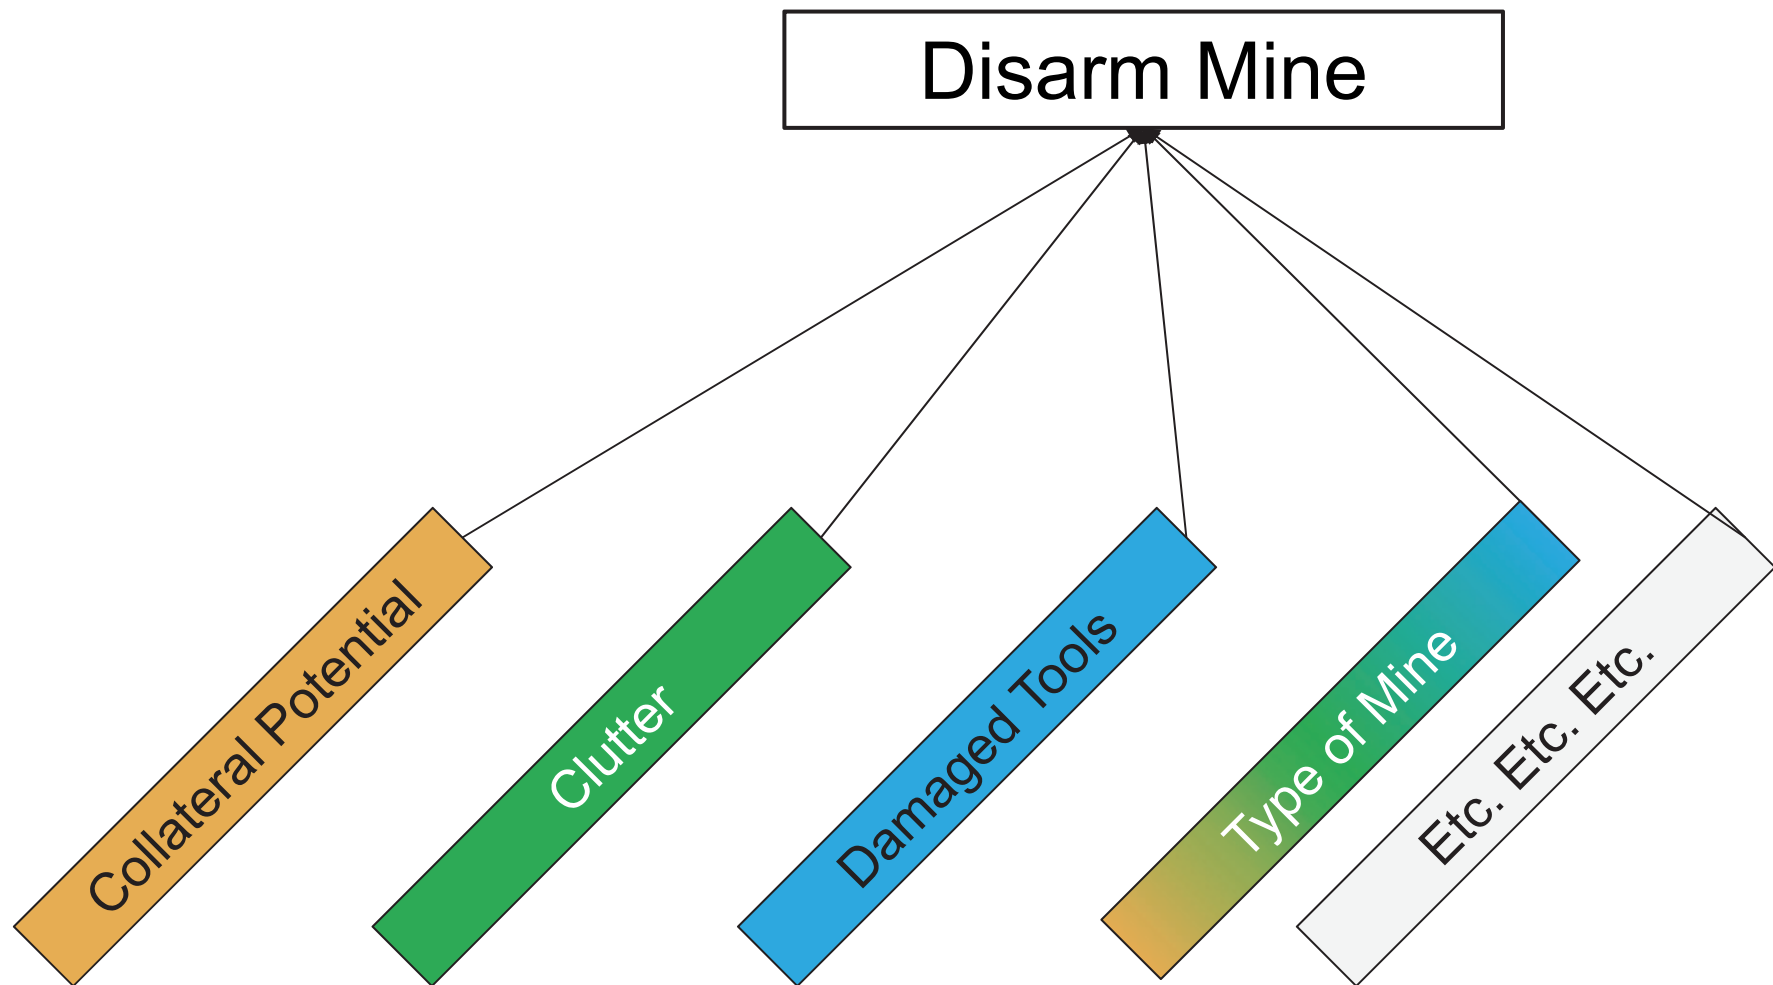 Disarm Mine
Collateral Potential
Clutter
Damaged Tools
Type of Mine
Etc. Etc. Etc.